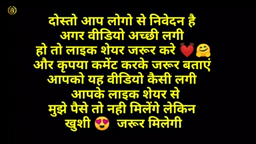 दोस्तो आप लोगो से निवेदन है
अगर वीडियो अच्छी लगी
हो तो लाइक शेयर जरूर करे ❤️🤗
और कृपया कमेंट करके जरूर बताएं
आपको यह वीडियो कैसी लगी
आपके लाइक शेयर से
मुझे पैसे तो नही मिलेंगे लेकिन
खुशी 😍 जरूर मिलेगी